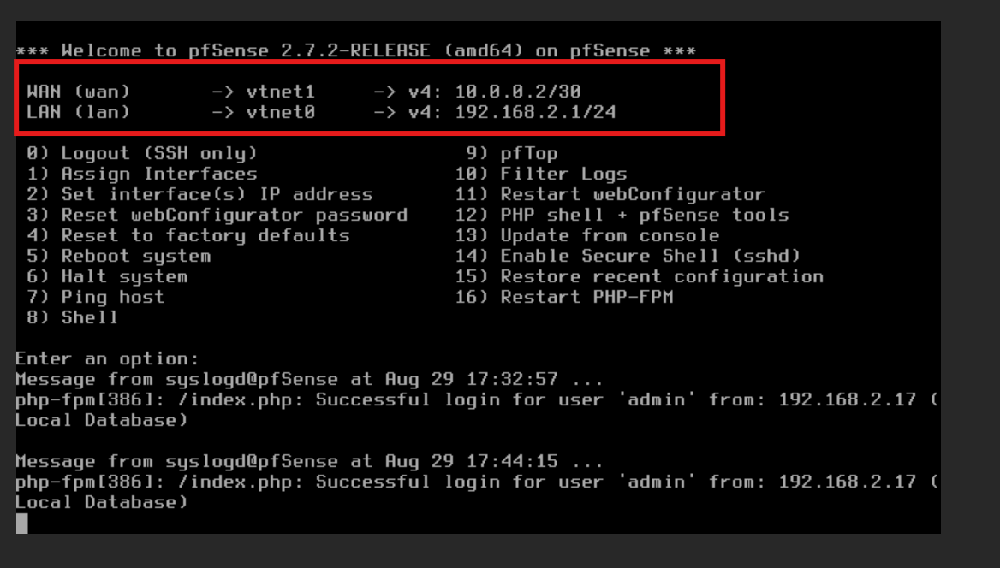 *** Welcome to pfSense 2.7.2-RELEASE (amd64) on pfSense ***
WAN (wan) -> vtnet1 -> v4: 10.0.0.2/30
LAN (lan) -> vtnet0 -> v4: 192.168.2.1/24
0) Logout (SSH only) 9) pfTop
1) Assign Interfaces 10) Filter Logs
2) Set interface(s) IP address 11) Restart webConfigurator
3) Reset webConfigurator password 12) PHP shell + pfSense tools
4) Reset to factory defaults 13) Update from console
5) Reboot system 14) Enable Secure Shell (sshd)
6) Halt system 15) Restore recent configuration
7) Ping host 16) Restart PHP-FPM
8) Shell
Enter an option:
Message from syslogd@pfSense at Aug 29 17:32:57 ...
php-fpm[386]: /index.php: Successful login for user 'admin' from: 192.168.2.17 (
Local Database)
Message from syslogd@pfSense at Aug 29 17:44:15 ...
php-fpm[386]: /index.php: Successful login for user 'admin' from: 192.168.2.17 (
Local Database)